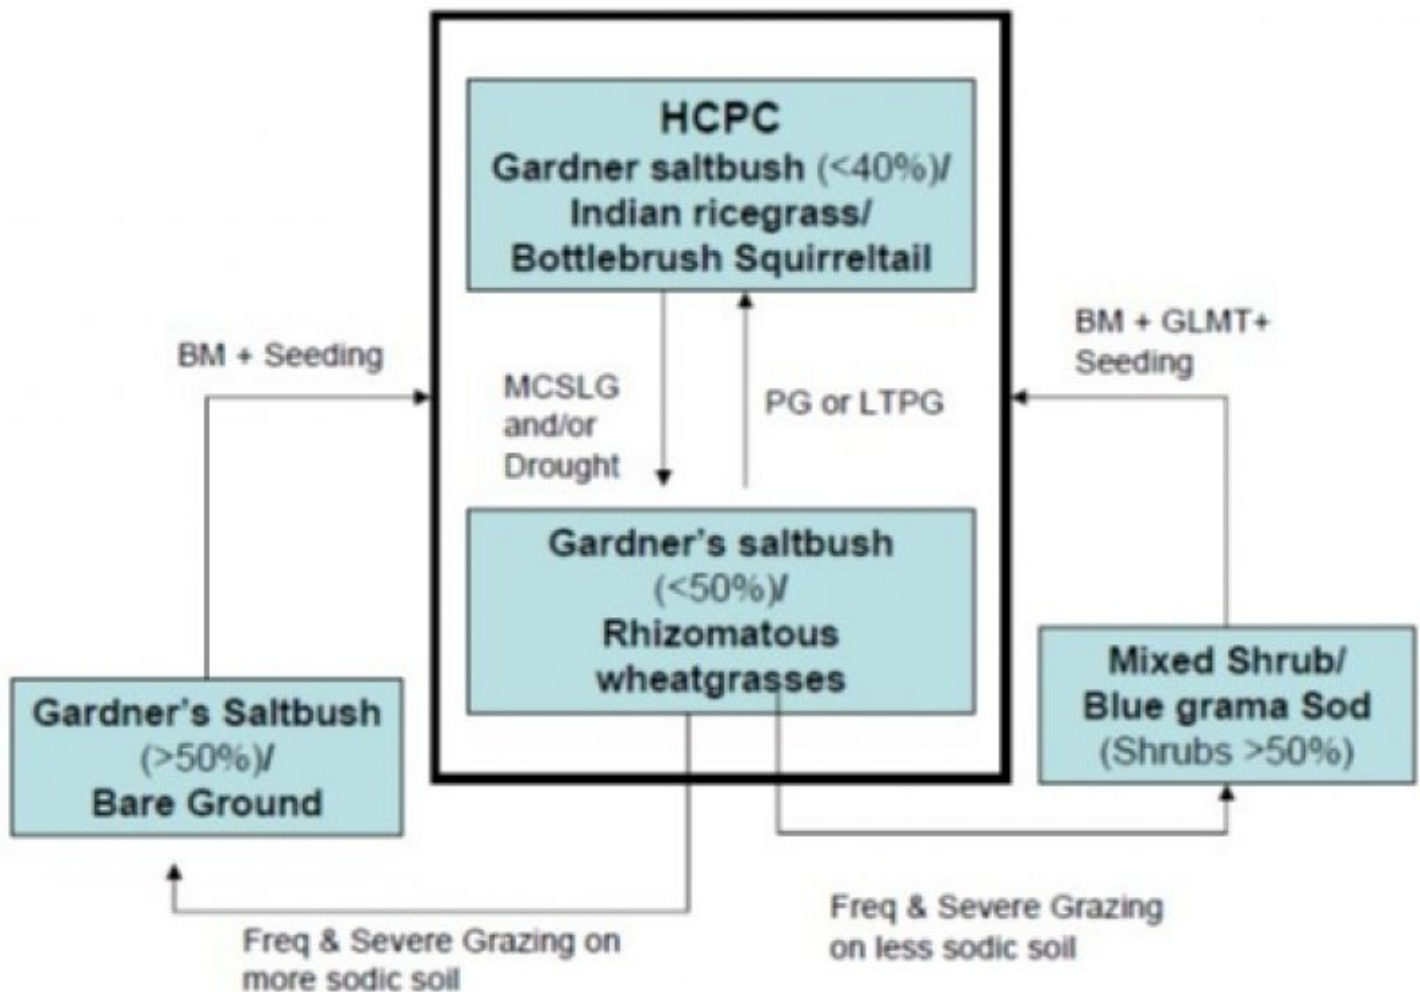 HCPC
Gardner saltbush (<40%)/
Indian ricegrass/
Bottlebrush Squirreltail
BM + Seeding
MCSLG
and/or
Drought
PG or LTPG
BM + GLMT+
Seeding
Gardner's saltbush
(<50%)/
Rhizomatous
wheatgrasses
Gardner's Saltbush
(>50%)/
Bare Ground
Mixed Shrub/
Blue grama Sod
(Shrubs >50%)
Freq & Severe Grazing on
more sodic soil
Freq & Severe Grazing
on less sodic soil